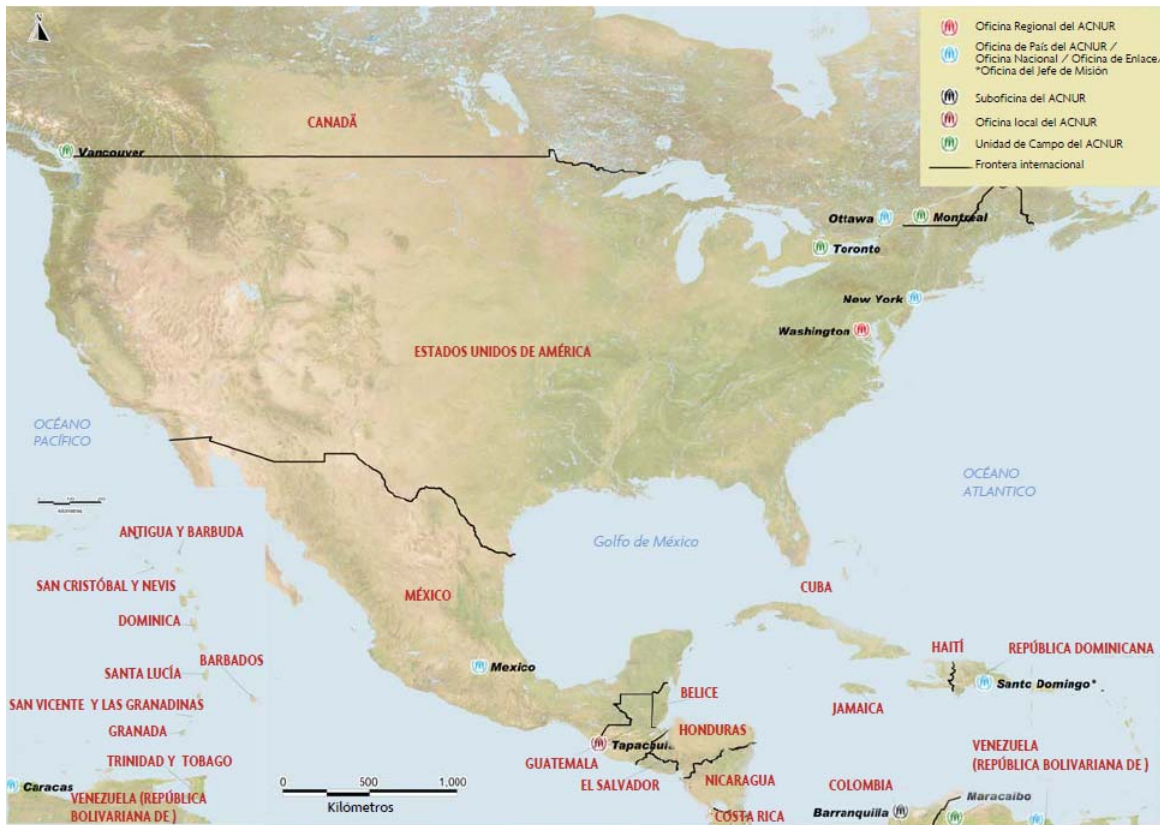 Oficina Regional del ACNUR
Oficina de País del ACNUR /
Oficina Nacional / Oficina de Enlace/
*Oficina del Jefe de Misión
Suboficina del ACNUR
Oficina local del ACNUR
Unidad de Campo del ACNUR
Frontera internacional
CANADÃ
Vancouver
Ottawa
Montreal
Toronto
New York
Washington
ESTADOS UNIDOS DE AMÉRICA
OCÉANO
PACÍFICO
OCÉANO
ATLANTICO
Golfo de México
ANTIGUA Y BARBUDA
SAN CRISTÓBAL Y NEVIS
DOMINICA
BARBADOS
SANTA LUCÍA
SAN VICENTE Y LAS GRANADINAS
GRANADA
TRINIDAD Y TOBAGO
Caracas
VENEZUELA (REPÚBLICA
BOLIVARIANA DE )
MÉXICO
Mexico
CUBA
HAITÍ
REPÚBLICA DOMINICANA
Santo Domingo*
JAMAICA
BELICE
HONDURAS
Tapachula
GUATEMALA
EL SALVADOR
NICARAGUA
COSTA RICA
VENEZUELA
(REPÚBLICA BOLIVARIANA DE )
COLOMBIA
Maracaibo
Barranquilla
0 500 1,000
Kilómetros